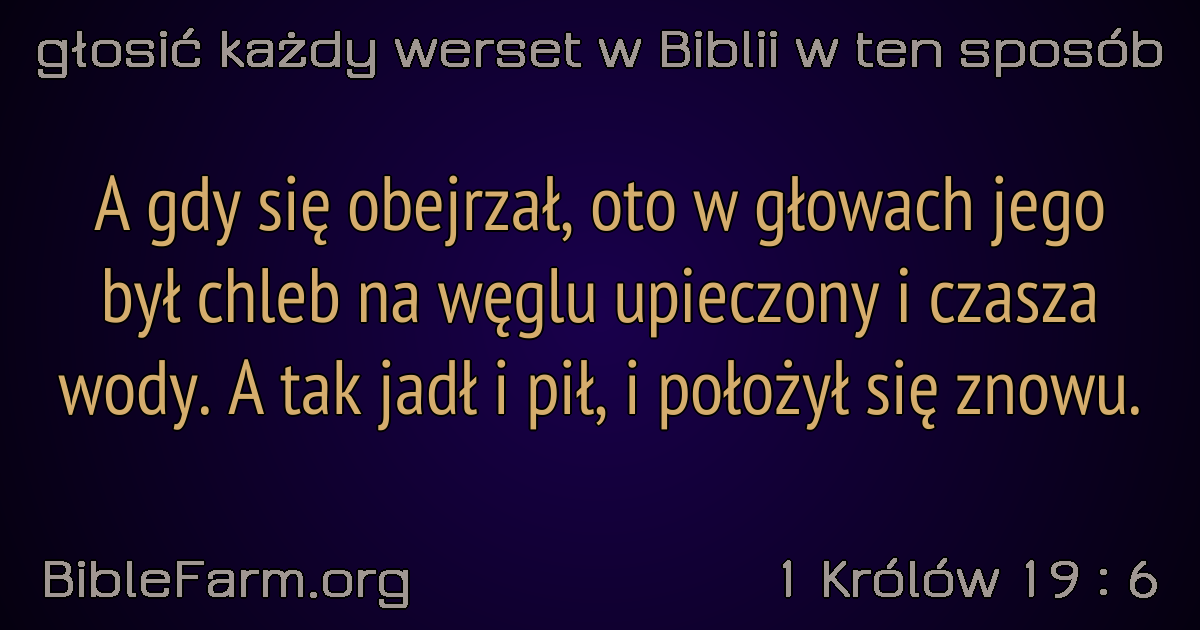 głosić każdy werset w Biblii w ten sposób
A gdy się obejrzał, oto w głowach jego
był chleb na węglu upieczony i czasza
wody. A tak jadł i pił, i położył się znowu.
BibleFarm.org
1 Królów 19 : 6